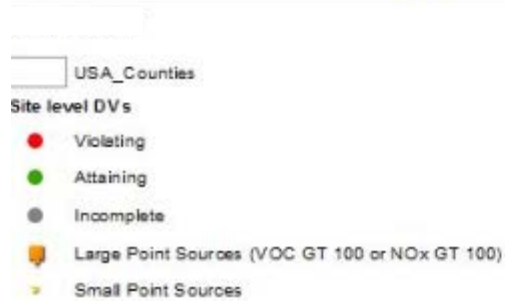 USA_Counties
Site level DVs
Violating
Attaining
Incomplete
Large Point Sources (VOC GT 100 or NOx GT 100)
Small Point Sources